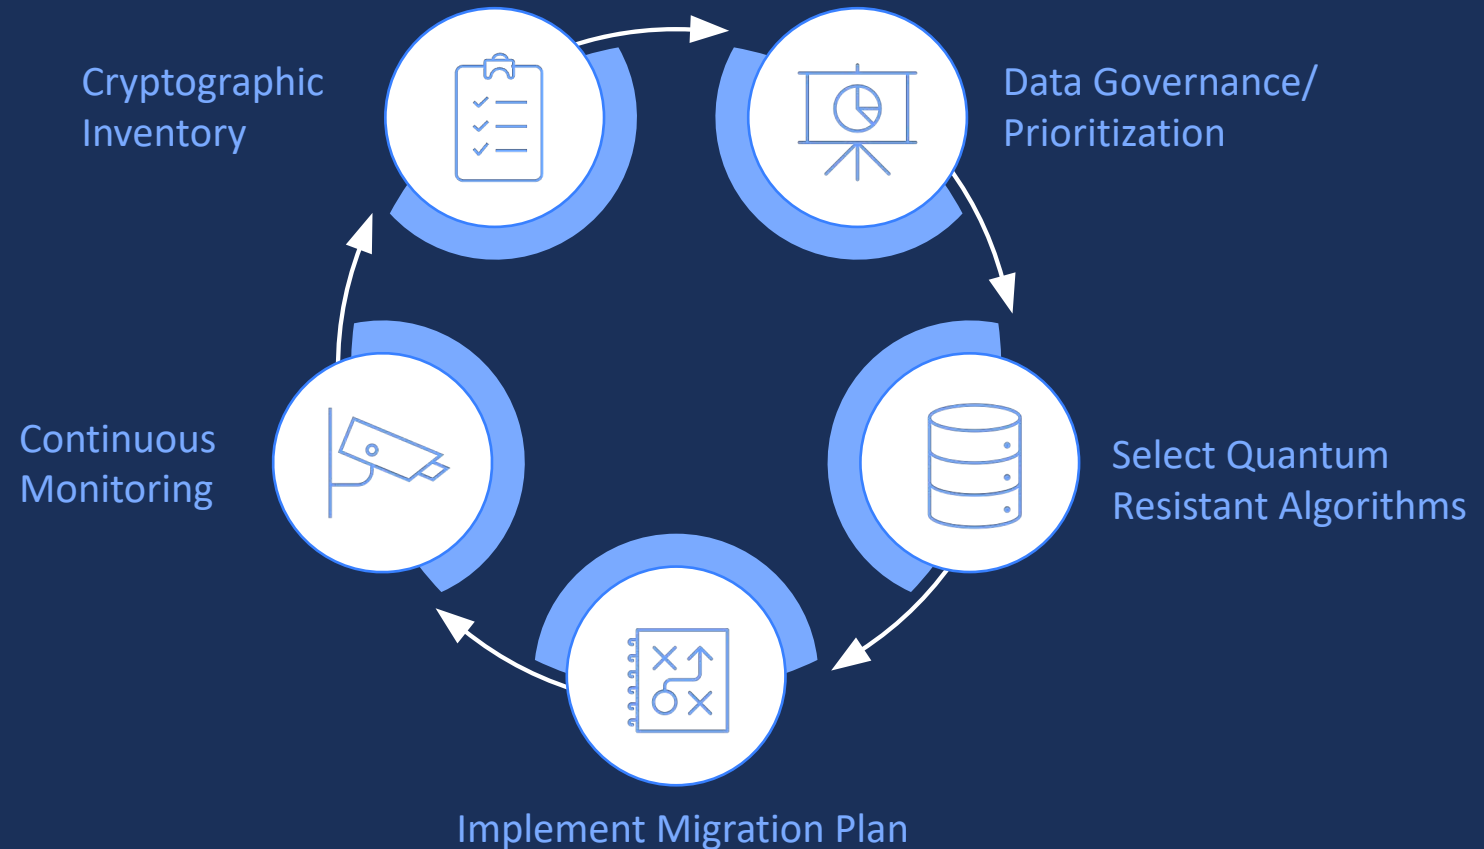 Cryptographic
Inventory
Data Governance/
Prioritization
Select Quantum
Resistant Algorithms
Implement Migration Plan
Continuous
Monitoring